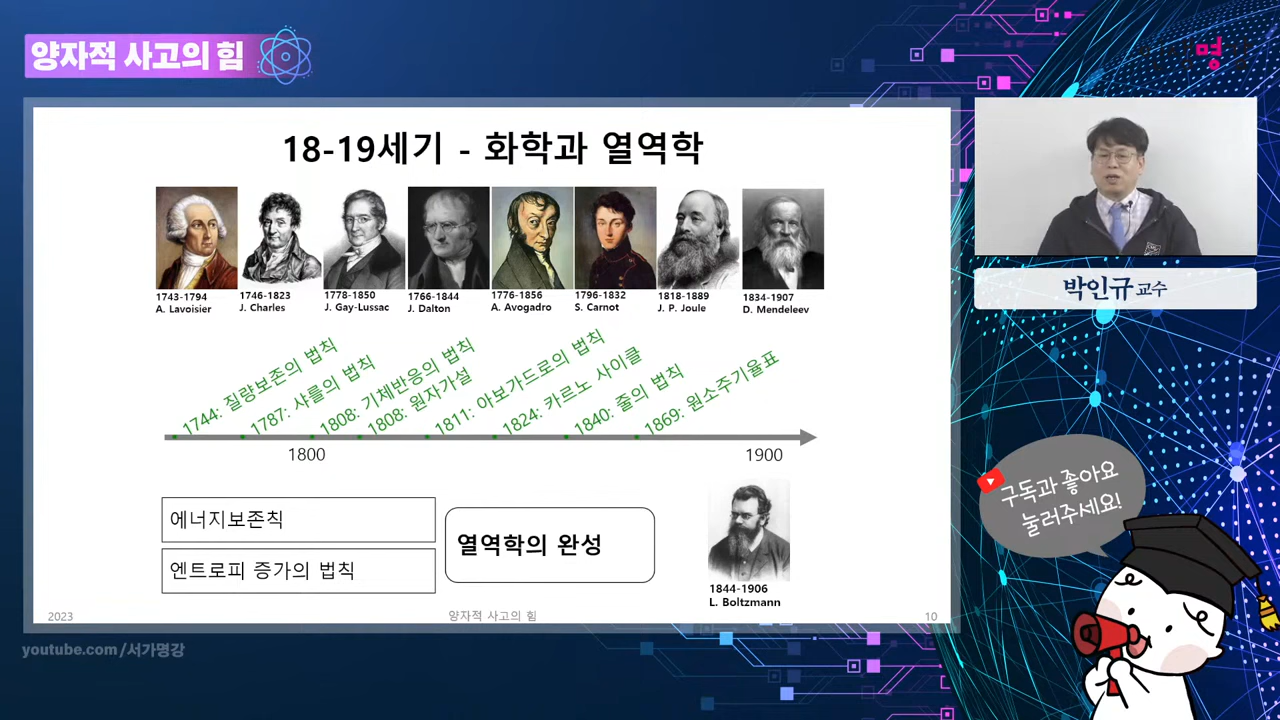 양자적 사고의 힘
명
18-19세기 - 화학과 열역학
1743-1794
A. Lavoisier
1746-1823
J. Charles
1778-1850
J. Gay-Lussac
1766-1844
J. Dalton
1776-1856
A. Avogadro
1796-1832
S. Carnot
1818-1889
J. P. Joule
1834-1907
D. Mendeleev
1744: 질량보존의 법칙
1787: 샤를의 법칙
1808: 기체반응의 법칙
1808: 원자가설
1811: 아보가드로의 법칙
1824: 카르노 사이클
1840: 줄의 법칙
1869: 원소주기율표
1800
1900
에너지보존칙
엔트로피 증가의 법칙
열역학의 완성
1844-1906
L. Boltzmann
2023
양자적 사고의 힘
10
박인규 교수
구독과 좋아요
눌러주세요!
youtube.com/서가명강